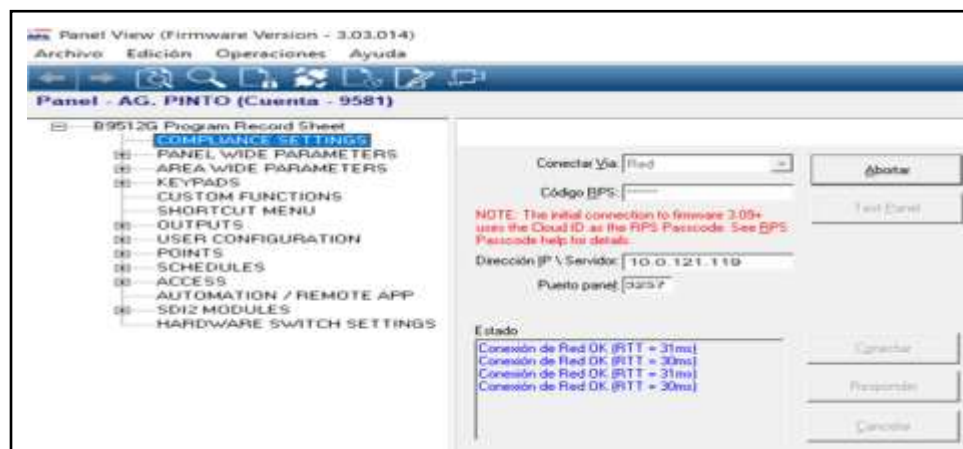 Panel View (Firmware Version - 3.03.014)
Archivo Edición Operaciones Ayuda
Panel - AG. PINTO (Cuenta - 9581)
B9512G Program Record Sheet
COMPLIANCE SETTINGS
PANEL WIDE PARAMETERS
AREA WIDE PARAMETERS
KEYPADS
CUSTOM FUNCTIONS
SHORTCUT MENU
OUTPUTS
USER CONFIGURATION
POINTS
SCHEDULES
ACCESS
AUTOMATION / REMOTE APP
SDI2 MODULES
HARDWARE SWITCH SETTINGS
Conectar Via: Red
Abortar
Código RPS:
Test Panel
NOTE: The initial connection to firmware 3.09+
uses the Cloud ID as the RPS Passcode. See RPS
Passcode help for details.
Dirección IP \ Servidor: 10.0.121.119
Puerto panel:
Estado
Conexión de Red OK (RTT = 31ms)
Conexión de Red OK (RTT = 30ms)
Conexión de Red OK (RTT = 31ms)
Conexión de Red OK (RTT = 30ms)
Conectar
Responder
Cancelar